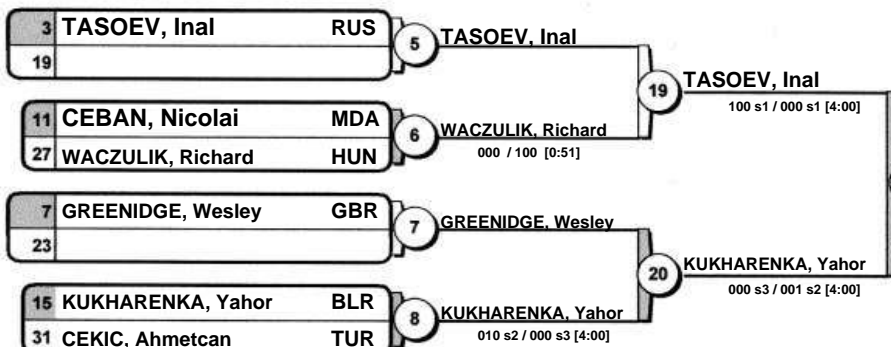 3 TASOEV, Inal RUS
19
5
TASOEV, Inal
11 CEBAN, Nicolai MDA
27 WACZULIK, Richard HUN
6
WACZULIK, Richard
000 / 100 [0:51]
19
TASOEV, Inal
100 s1 / 000 s1 [4:00]
7 GREENIDGE, Wesley GBR
23
7
GREENIDGE, Wesley
15 KUKHARENKA, Yahor BLR
31 CEKIC, Ahmetcan TUR
8
KUKHARENKA, Yahor
010 s2 / 000 s3 [4:00]
20
KUKHARENKA, Yahor
000 s3 / 001 s2 [4:00]